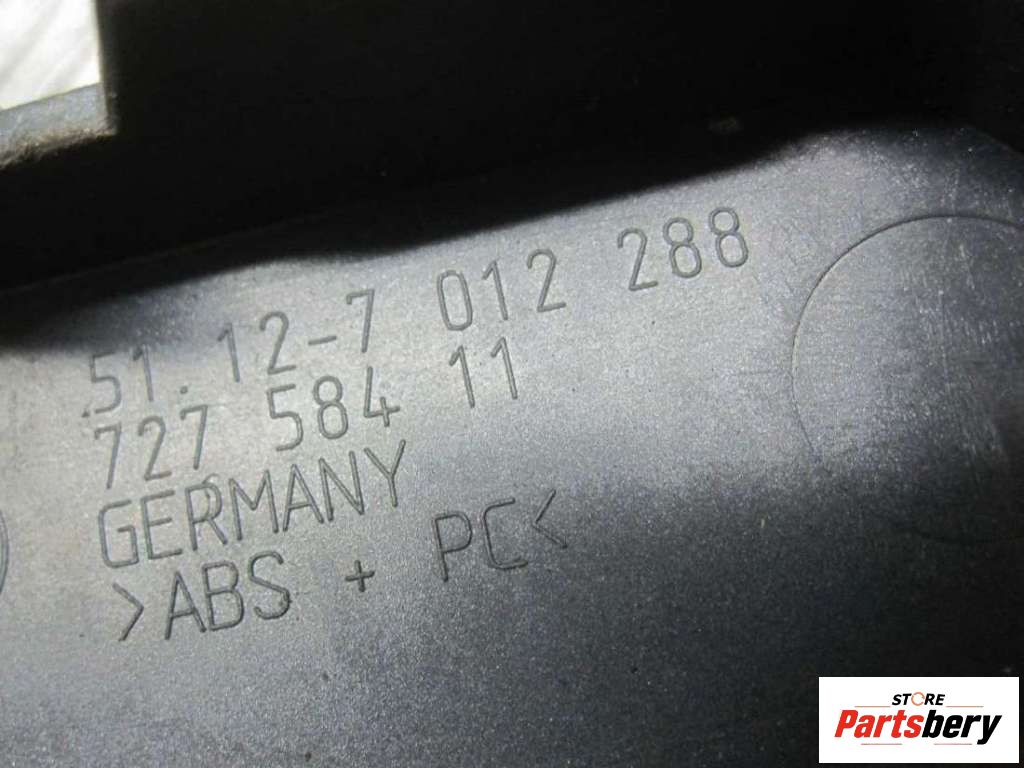 51.12-7 012 288
727 584 11
GERMANY
>ABS + PC<
STORE
Partsbery